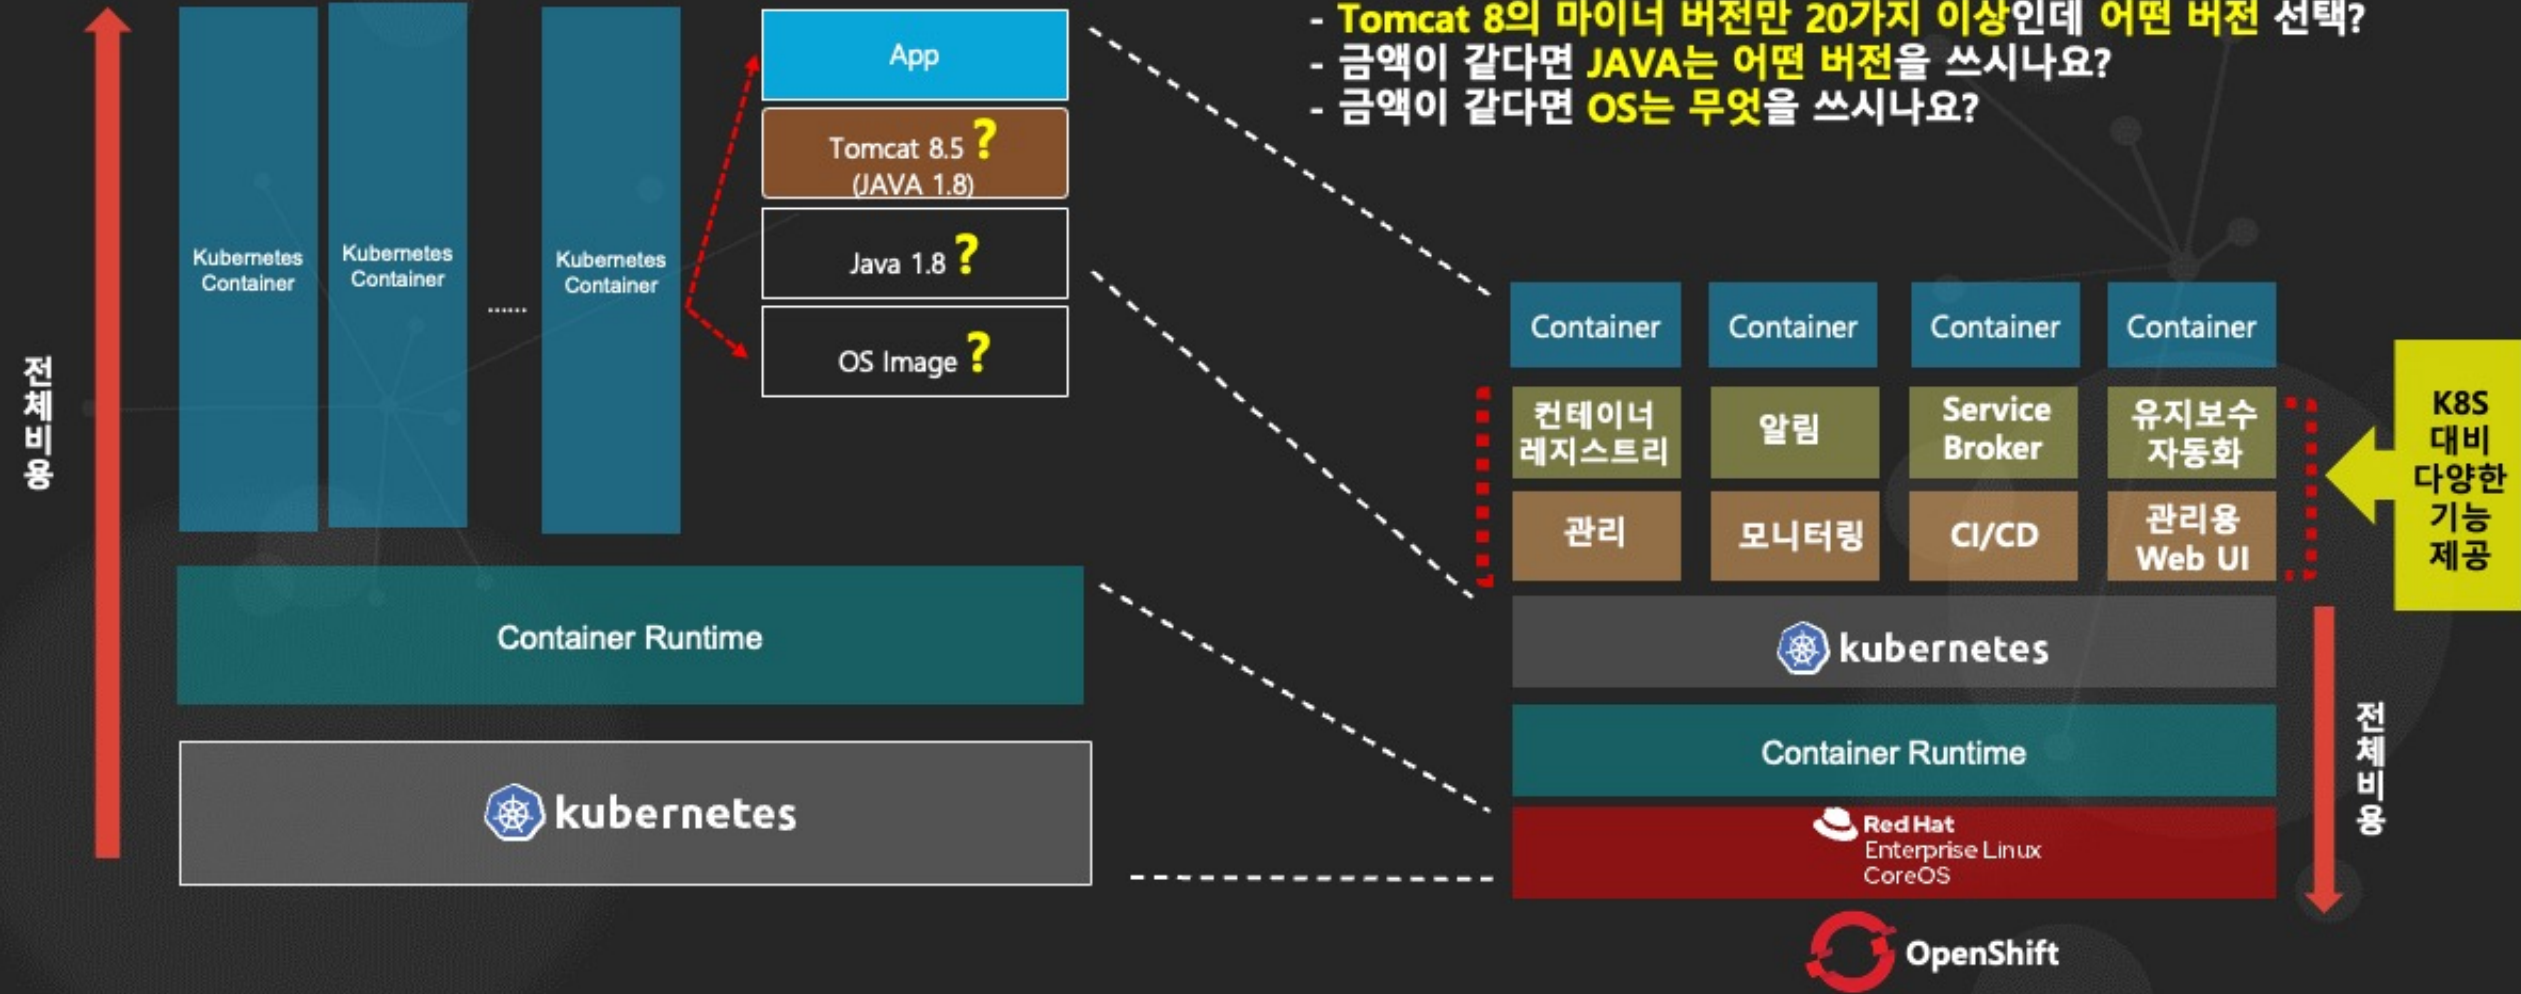 - Tomcat 8의 마이너 버전만 20가지 이상인데 어떤 버전 선택?
- 금액이 같다면 JAVA는 어떤 버전을 쓰시나요?
- 금액이 같다면 OS는 무엇을 쓰시나요?
전체비용
Kubernetes
Container
Kubernetes
Container
......
Kubernetes
Container
App
Tomcat 8.5 ?
(JAVA 1.8)
Java 1.8 ?
OS Image ?
Container Runtime
kubernetes
Container
Container
Container
Container
컨테이너
레지스트리
알림
Service
Broker
유지보수
자동화
관리
모니터링
CI/CD
관리용
Web UI
K8S
대비
다양한
기능
제공
kubernetes
Container Runtime
Red Hat
Enterprise Linux
CoreOS
전체비용
OpenShift